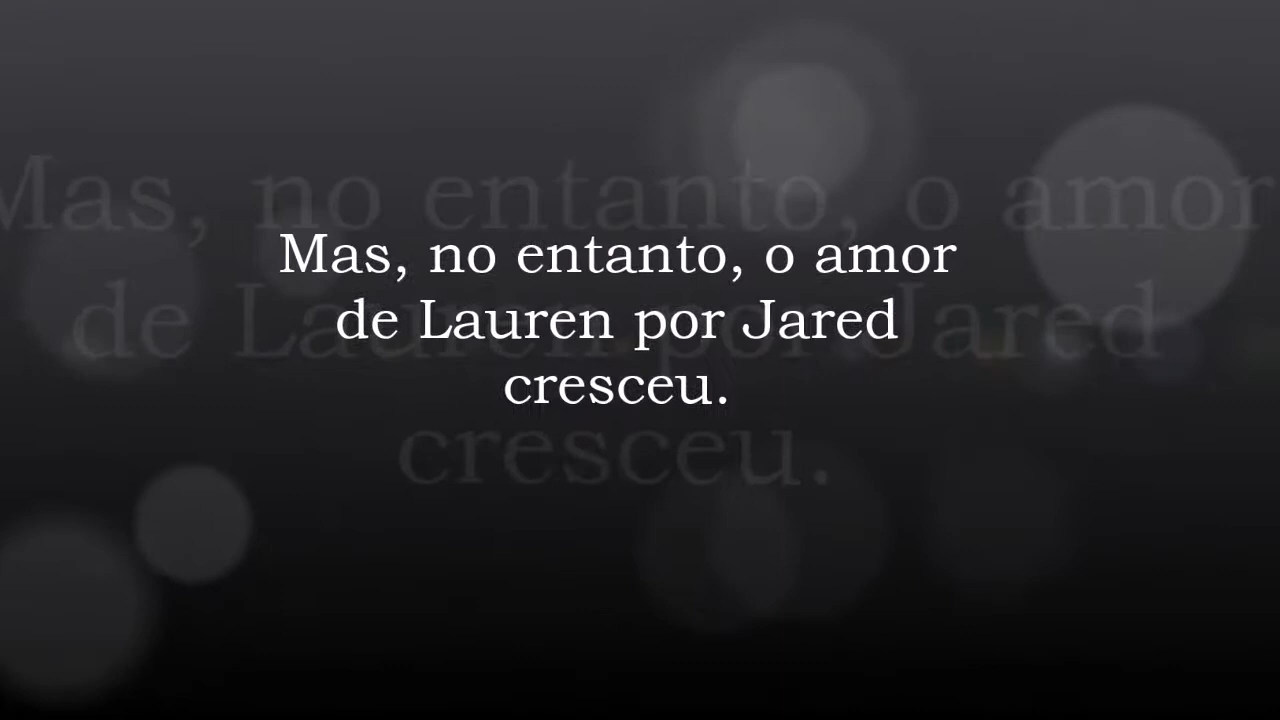 Mas, no entanto, o amor
de Lauren por Jared
cresceu.